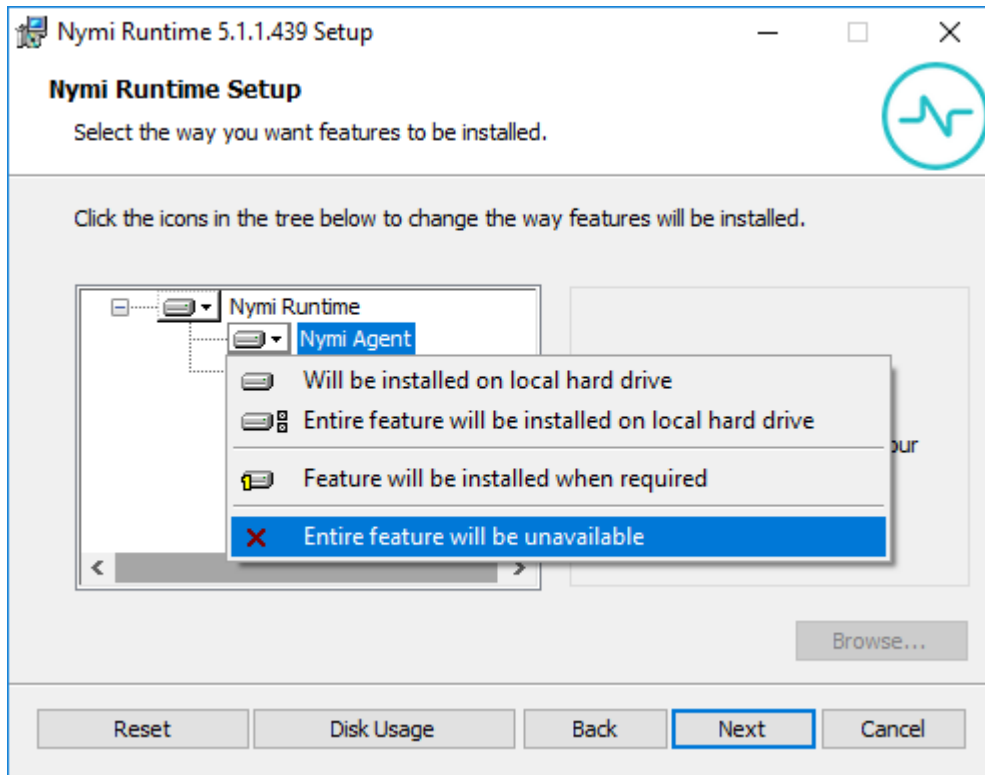 Nymi Runtime 5.1.1.439 Setup
Nymi Runtime Setup
Select the way you want features to be installed.
Click the icons in the tree below to change the way features will be installed.
Nymi Runtime
Nymi Agent
Will be installed on local hard drive
Entire feature will be installed on local hard drive
Feature will be installed when required
Entire feature will be unavailable
Browse...
Reset
Disk Usage
Back
Next
Cancel